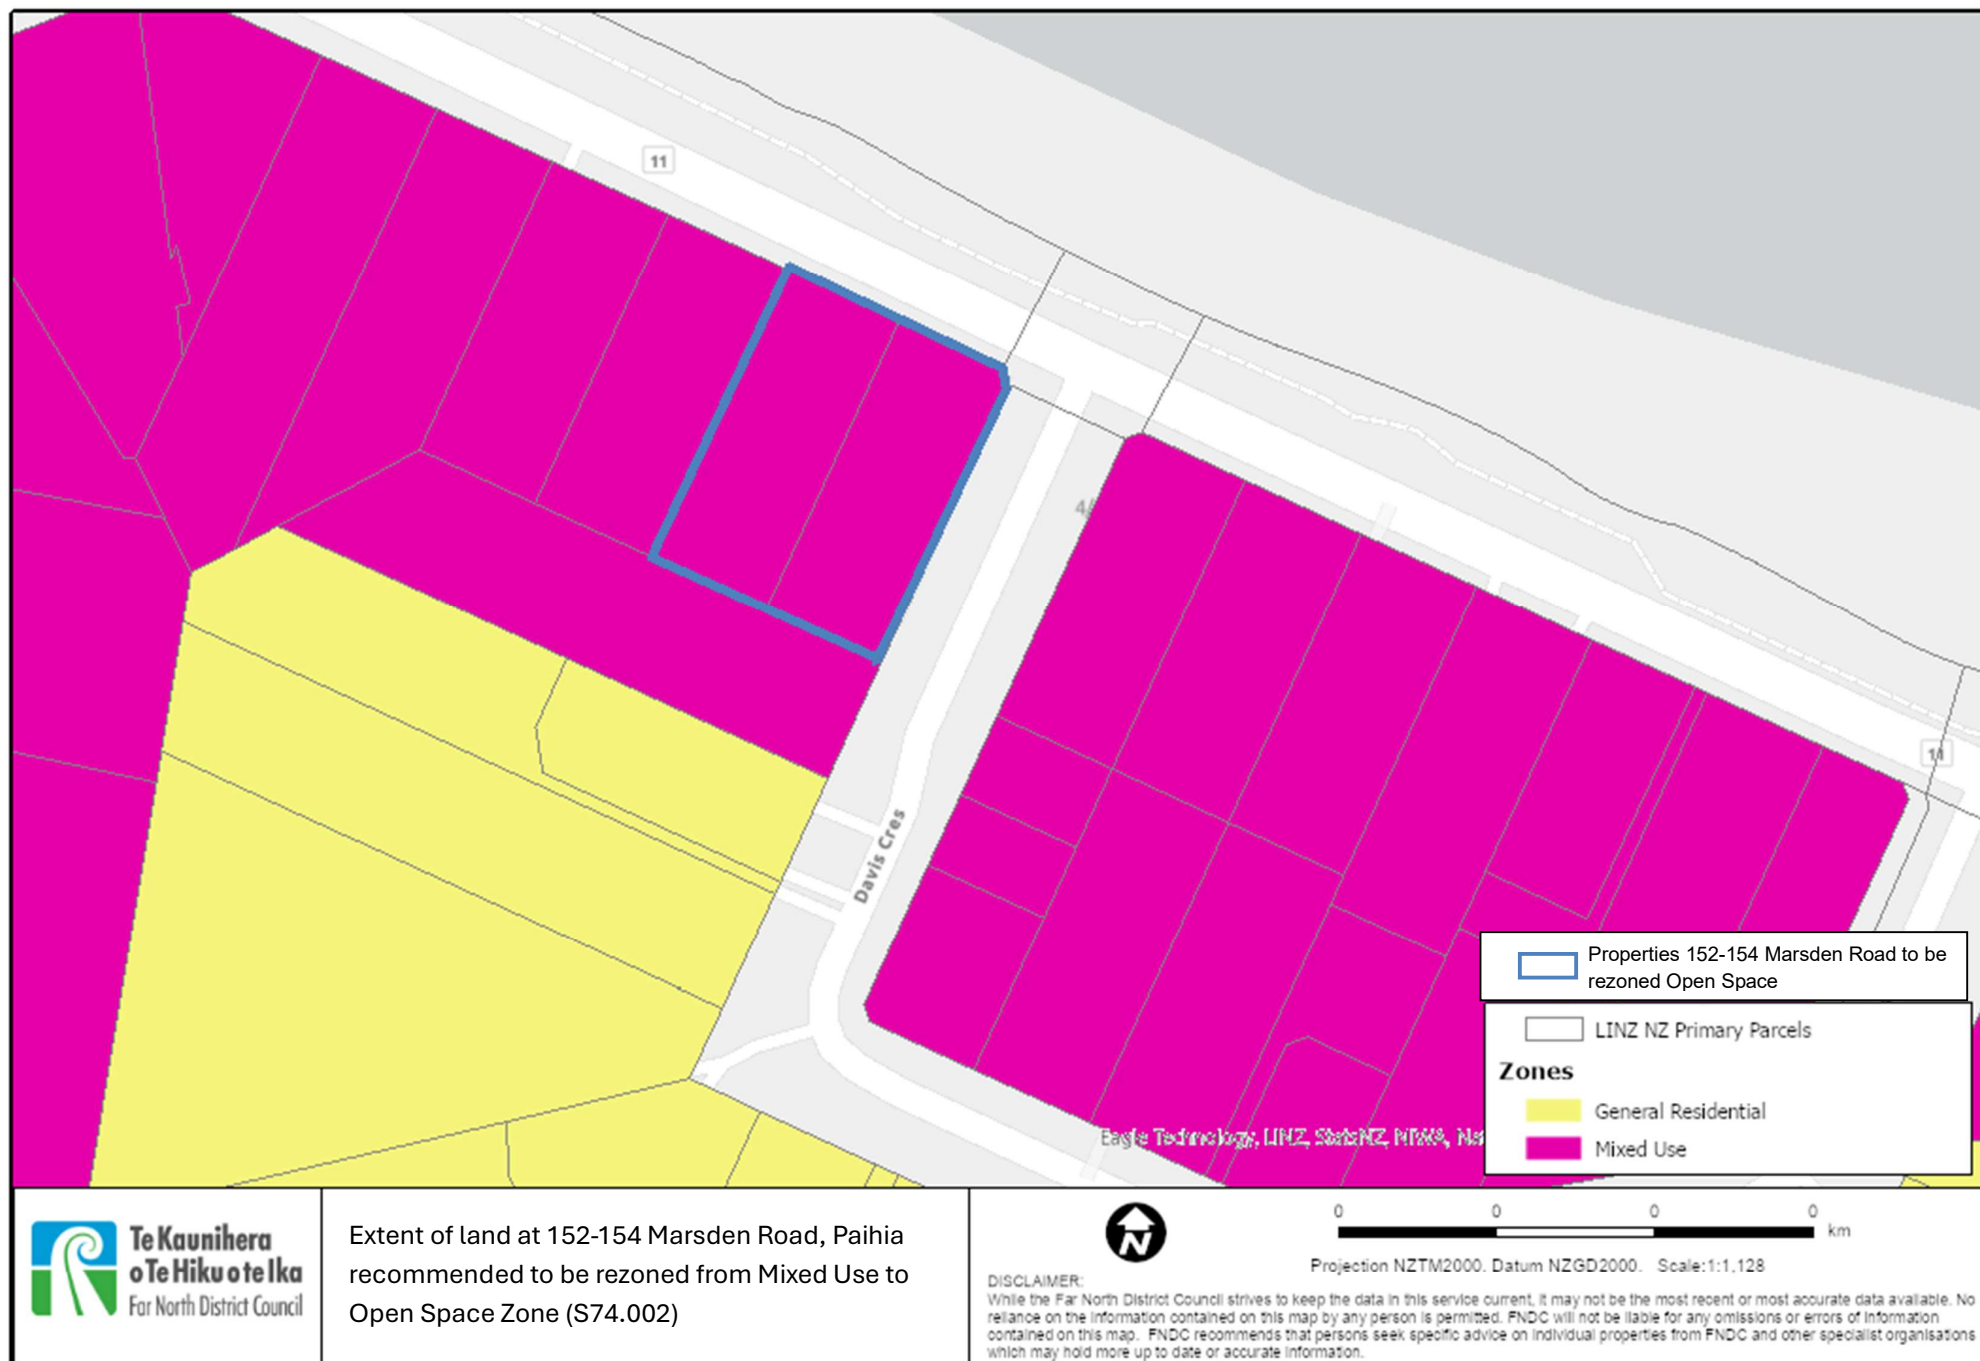 11
4/
11
Davis Cres
Properties 152-154 Marsden Road to be
rezoned Open Space
LINZ NZ Primary Parcels
Zones
General Residential
Mixed Use
Eagle Technology, LINZ, StatsNZ, NIWA, Na
Te Kaunihera
o Te Hiku o te Ika
Far North District Council
Extent of land at 152-154 Marsden Road, Paihia
recommended to be rezoned from Mixed Use to
Open Space Zone (S74.002)
N
0 0 0 0
km
Projection NZTM2000. Datum NZGD2000. Scale:1:1,128
DISCLAIMER:
While the Far North District Council strives to keep the data in this service current, it may not be the most recent or most accurate data available. No
reliance on the information contained on this map by any person is permitted. FNDC will not be liable for any omissions or errors of information
contained on this map. FNDC recommends that persons seek specific advice on individual properties from FNDC and other specialist organisations
which may hold more up to date or accurate information.